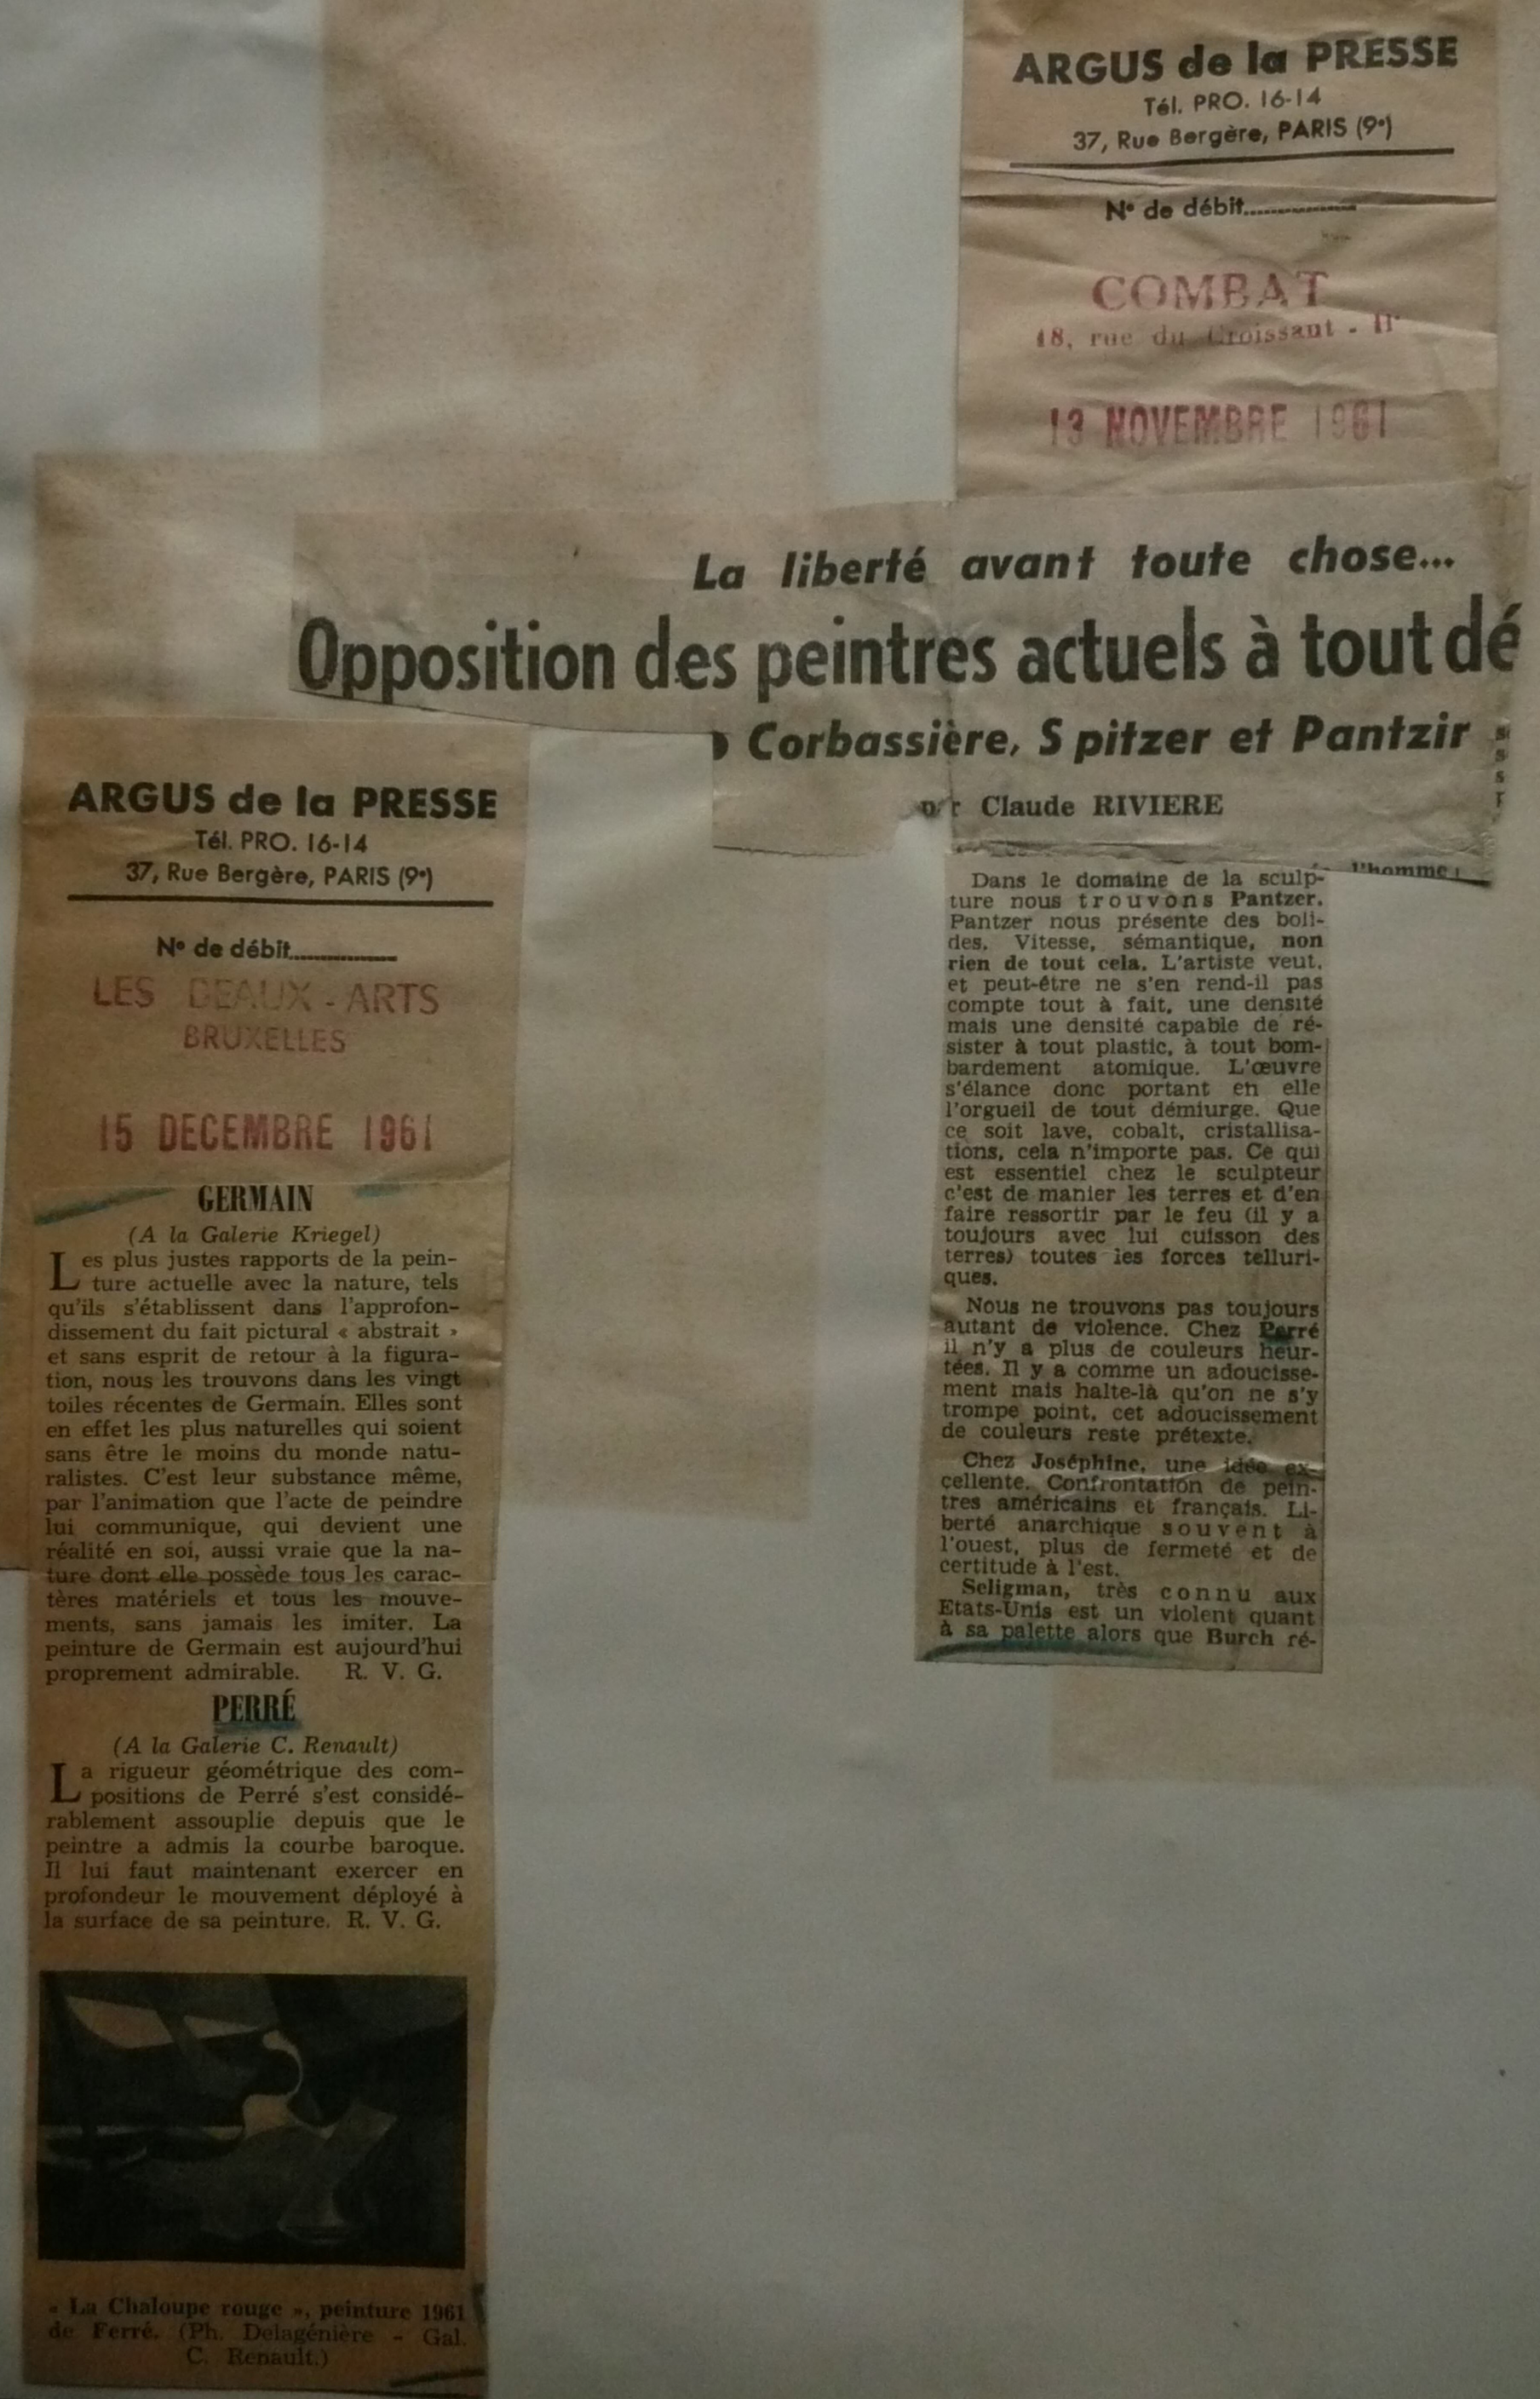 ARGUS de la PRESSE
Tél. PRO. 16-14
37, Rue Bergère, PARIS (9e)
N° de débit
COMBAT
18, rue du Croissant - IIe
13 NOVEMBRE 1961
La liberté avant toute chose...
Opposition des peintres actuels à tout dé
Corbassière, Spitzer et Pantzir
Claude RIVIERE
l'homme
Dans le domaine de la sculp-
ture nous trouvons Pantzer.
Pantzer nous présente des boli-
des. Vitesse, sémantique, non
rien de tout cela. L'artiste veut,
et peut-être ne s'en rend-il pas
compte tout à fait, une densité
mais une densité capable de ré-
sister à tout plastic, à tout bom-
bardement atomique. L'œuvre
s'élance donc portant en elle
l'orgueil de tout démiurge. Que
ce soit lave, cobalt, cristallisa-
tions, cela n'importe pas. Ce qui
est essentiel chez le sculpteur
c'est de manier les terres et d'en
faire ressortir par le feu (il y a
toujours avec lui cuisson des
terres) toutes les forces telluri-
ques.
Nous ne trouvons pas toujours
autant de violence. Chez Perré
il n'y a plus de couleurs heur-
tées. Il y a comme un adoucisse-
ment mais halte-là qu'on ne s'y
trompe point, cet adoucissement
de couleurs reste prétexte.
Chez Joséphine, une idée ex-
cellente. Confrontation de pein-
tres américains et français. Li-
berté anarchique souvent à
l'ouest, plus de fermeté et de
certitude à l'est.
Seligman, très connu aux
Etats-Unis est un violent quant
à sa palette alors que Burch ré-
ARGUS de la PRESSE
Tél. PRO. 16-14
37, Rue Bergère, PARIS (9e)
N° de débit
LES BEAUX-ARTS
BRUXELLES
15 DECEMBRE 1961
GERMAIN
(A la Galerie Kriegel)
Les plus justes rapports de la pein-
ture actuelle avec la nature, tels
qu'ils s'établissent dans l'approfon-
dissement du fait pictural « abstrait »
et sans esprit de retour à la figura-
tion, nous les trouvons dans les vingt
toiles récentes de Germain. Elles sont
en effet les plus naturelles qui soient
sans être le moins du monde natu-
ralistes. C'est leur substance même,
par l'animation que l'acte de peindre
lui communique, qui devient une
réalité en soi, aussi vraie que la na-
ture dont elle possède tous les carac-
tères matériels et tous les mouve-
ments, sans jamais les imiter. La
peinture de Germain est aujourd'hui
proprement admirable. R. V. G.
PERRÉ
(A la Galerie C. Renault)
La rigueur géométrique des com-
positions de Perré s'est considé-
rablement assouplie depuis que le
peintre a admis la courbe baroque.
Il lui faut maintenant exercer en
profondeur le mouvement déployé à
la surface de sa peinture. R. V. G.
« La Chaloupe rouge », peinture 1961
de Ferré. (Ph. Delagénière - Gal.
C. Renault.)